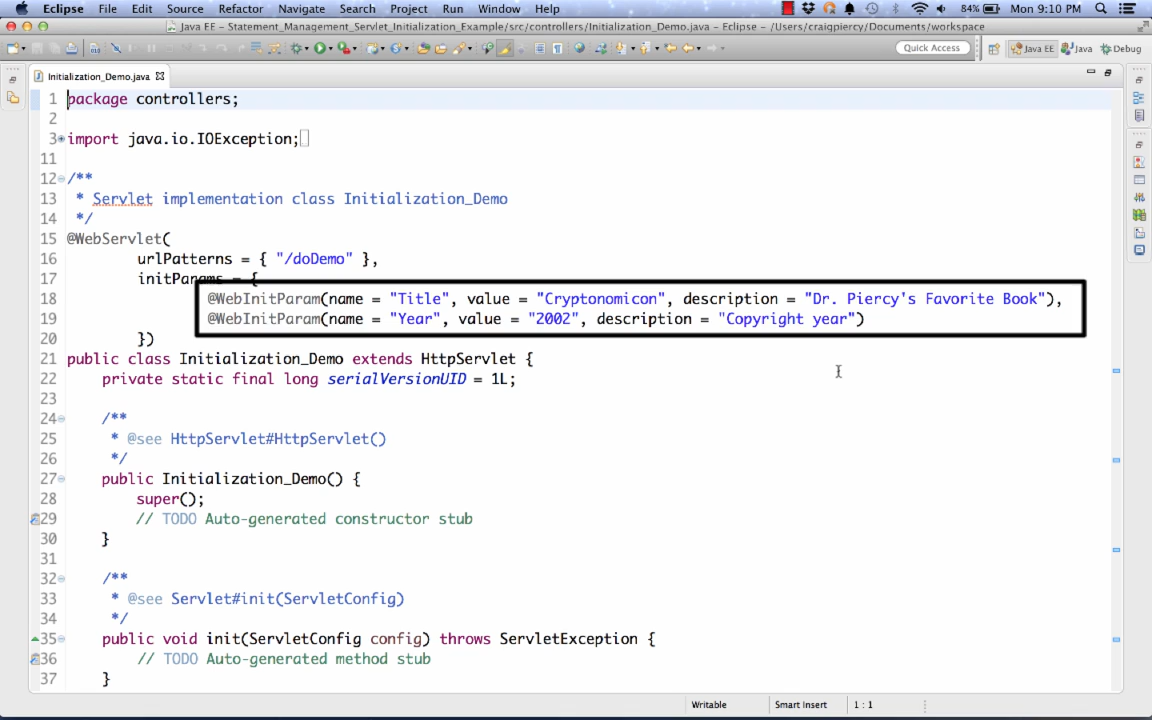 Eclipse File Edit Source Refactor Navigate Search Project Run Window Help 84% Mon 9:10 PM
Java EE - Statement_Management_Servlet_Initialization_Example/src/controllers/Initialization_Demo.java - Eclipse - /Users/craigpiercy/Documents/workspace
Quick Access Java EE Java Debug
Initialization_Demo.java
1 package controllers;
2
3 import java.io.IOException;
11
12 /**
13 * Servlet implementation class Initialization_Demo
14 */
15 @WebServlet(
16 urlPatterns = { "/doDemo" },
17 initParams = {
18 @WebInitParam(name = "Title", value = "Cryptonomicon", description = "Dr. Piercy's Favorite Book"),
19 @WebInitParam(name = "Year", value = "2002", description = "Copyright year")
20 })
21 public class Initialization_Demo extends HttpServlet {
22 private static final long serialVersionUID = 1L;
23
24 /**
25 * @see HttpServlet#HttpServlet()
26 */
27 public Initialization_Demo() {
28 super();
29 // TODO Auto-generated constructor stub
30 }
31
32 /**
33 * @see Servlet#init(ServletConfig)
34 */
35 public void init(ServletConfig config) throws ServletException {
36 // TODO Auto-generated method stub
37 }
Writable Smart Insert 1 : 1